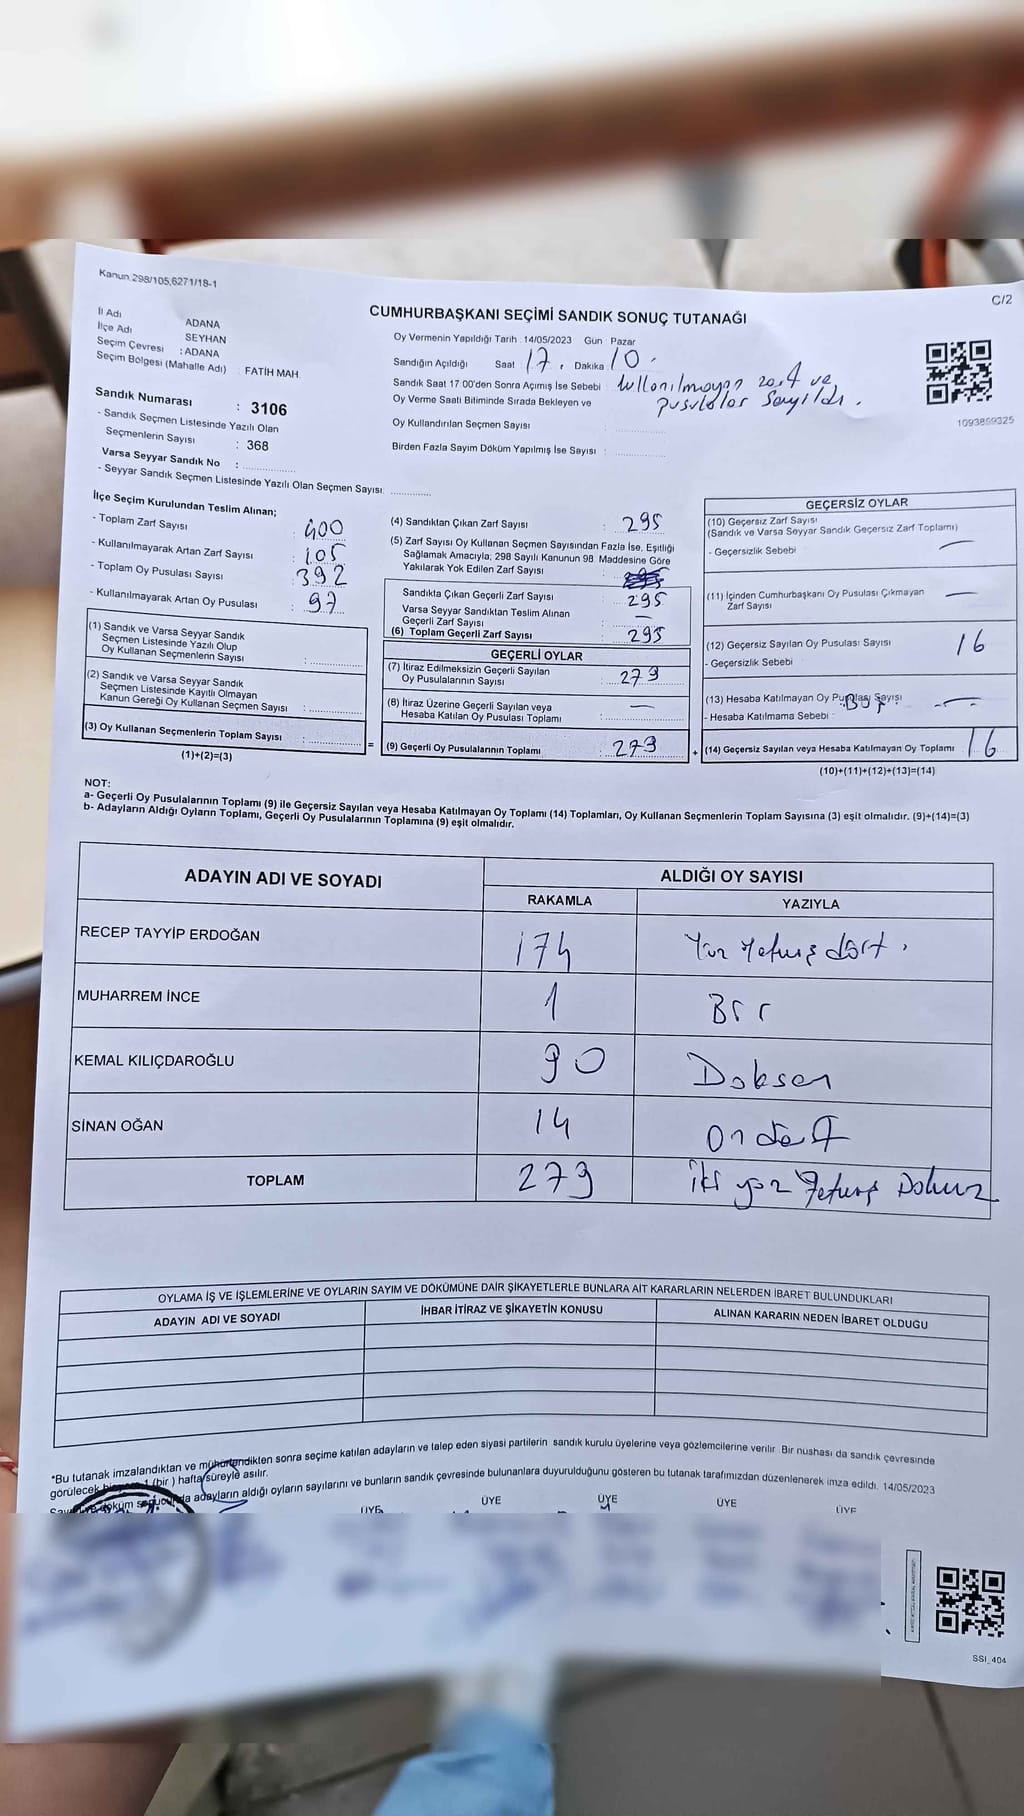 Kanun 298/105,6271/18-1
C/2
CUMHURBAŞKANI SEÇİMİ SANDIK SONUÇ TUTANAĞI
İl Adı ADANA
İlçe Adı SEYHAN
Seçim Çevresi : ADANA
Seçim Bölgesi (Mahalle Adı) : FATİH MAH.
Sandık Numarası : 3106
- Sandık Seçmen Listesinde Yazılı Olan
Seçmenlerin Sayısı : 368
Varsa Seyyar Sandık No :
- Seyyar Sandık Seçmen Listesinde Yazılı Olan Seçmen Sayısı:
Oy Vermenin Yapıldığı Tarih : 14/05/2023 Gün : Pazar
Sandığın Açıldığı Saat 17 , Dakika 10 .
Sandık Saat 17 00'den Sonra Açımış İse Sebebi : kullanılmayan zarf ve
Oy Verme Saati Bitiminde Sırada Bekleyen ve pusulalar sayıldı.
Oy Kullandırılan Seçmen Sayısı :
Birden Fazla Sayım Döküm Yapılmış İse Sayısı :
1093859325
İlçe Seçim Kurulundan Teslim Alınan;
- Toplam Zarf Sayısı : 400
- Kullanılmayarak Artan Zarf Sayısı : 105
- Toplam Oy Pusulası Sayısı : 392
- Kullanılmayarak Artan Oy Pusulası : 97
(1) Sandık ve Varsa Seyyar Sandık
Seçmen Listesinde Yazılı Olup
Oy Kullanan Seçmenlerin Sayısı :
(2) Sandık ve Varsa Seyyar Sandık
Seçmen Listesinde Kayıtlı Olmayan
Kanun Gereği Oy Kullanan Seçmen Sayısı :
(3) Oy Kullanan Seçmenlerin Toplam Sayısı :
(1)+(2)=(3)
(4) Sandıktan Çıkan Zarf Sayısı : 295
(5) Zarf Sayısı Oy Kullanan Seçmen Sayısından Fazla İse, Eşitliği
Sağlamak Amacıyla; 298 Sayılı Kanunun 98. Maddesine Göre
Yakılarak Yok Edilen Zarf Sayısı :
Sandıkta Çıkan Geçerli Zarf Sayısı : 295
Varsa Seyyar Sandıktan Teslim Alınan
Geçerli Zarf Sayısı : —
(6) Toplam Geçerli Zarf Sayısı : 295
GEÇERLİ OYLAR
(7) İtiraz Edilmeksizin Geçerli Sayılan
Oy Pusulalarının Sayısı : 279
(8) İtiraz Üzerine Geçerli Sayılan veya
Hesaba Katılan Oy Pusulası Toplamı : —
= (9) Geçerli Oy Pusulalarının Toplamı : 279
GEÇERSİZ OYLAR
(10) Geçersiz Zarf Sayısı
(Sandık ve Varsa Seyyar Sandık Geçersiz Zarf Toplamı)
- Geçersizlik Sebebi : —
(11) İçinden Cumhurbaşkanı Oy Pusulası Çıkmayan
Zarf Sayısı —
(12) Geçersiz Sayılan Oy Pusulası Sayısı 16
- Geçersizlik Sebebi :
(13) Hesaba Katılmayan Oy Pusulası Sayısı —
- Hesaba Katılmama Sebebi :
+ (14) Geçersiz Sayılan veya Hesaba Katılmayan Oy Toplamı 16
(10)+(11)+(12)+(13)=(14)
NOT:
a- Geçerli Oy Pusulalarının Toplamı (9) ile Geçersiz Sayılan veya Hesaba Katılmayan Oy Toplamı (14) Toplamları, Oy Kullanan Seçmenlerin Toplam Sayısına (3) eşit olmalıdır. (9)+(14)=(3)
b- Adayların Aldığı Oyların Toplamı, Geçerli Oy Pusulalarının Toplamına (9) eşit olmalıdır.
ADAYIN ADI VE SOYADI ALDIĞI OY SAYISI
RAKAMLA YAZIYLA
RECEP TAYYİP ERDOĞAN 174 Yüz Yetmiş dört .
MUHARREM İNCE 1 Bir
KEMAL KILIÇDAROĞLU 90 Doksan
SİNAN OĞAN 14 On dört
TOPLAM 279 iki yüz Yetmiş Dokuz
OYLAMA İŞ VE İŞLEMLERİNE VE OYLARIN SAYIM VE DÖKÜMÜNE DAİR ŞİKAYETLERLE BUNLARA AİT KARARLARIN NELERDEN İBARET BULUNDUKLARI
ADAYIN ADI VE SOYADI İHBAR İTİRAZ VE ŞİKAYETİN KONUSU ALINAN KARARIN NEDEN İBARET OLDUĞU
*Bu tutanak imzalandıktan ve mühürlendikten sonra seçime katılan adayların ve talep eden siyasi partilerin sandık kurulu üyelerine veya gözlemcilerine verilir. Bir nushası da sandık çevresinde
görülecek 1 (bir ) hafta süreyle asılır.
döküm sonucunda adayların aldığı oyların sayılarını ve bunların sandık çevresinde bulunanlara duyurulduğunu gösteren bu tutanak tarafımızdan düzenlenerek imza edildi. 14/05/2023
ÜYE ÜYE ÜYE ÜYE ÜYE
SSI_404